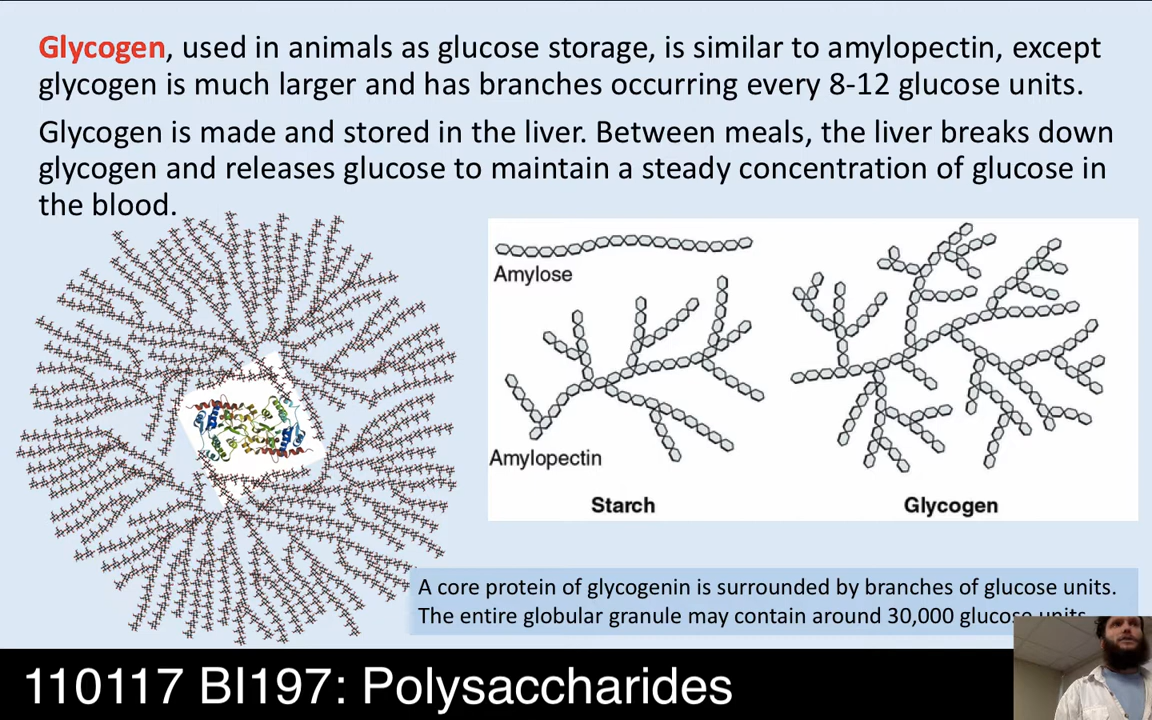 Glycogen, used in animals as glucose storage, is similar to amylopectin, except
glycogen is much larger and has branches occurring every 8-12 glucose units.
Glycogen is made and stored in the liver. Between meals, the liver breaks down
glycogen and releases glucose to maintain a steady concentration of glucose in
the blood.
Amylose
Amylopectin
Starch
Glycogen
A core protein of glycogenin is surrounded by branches of glucose units.
The entire globular granule may contain around 30,000 glucose units
110117 BI197: Polysaccharides